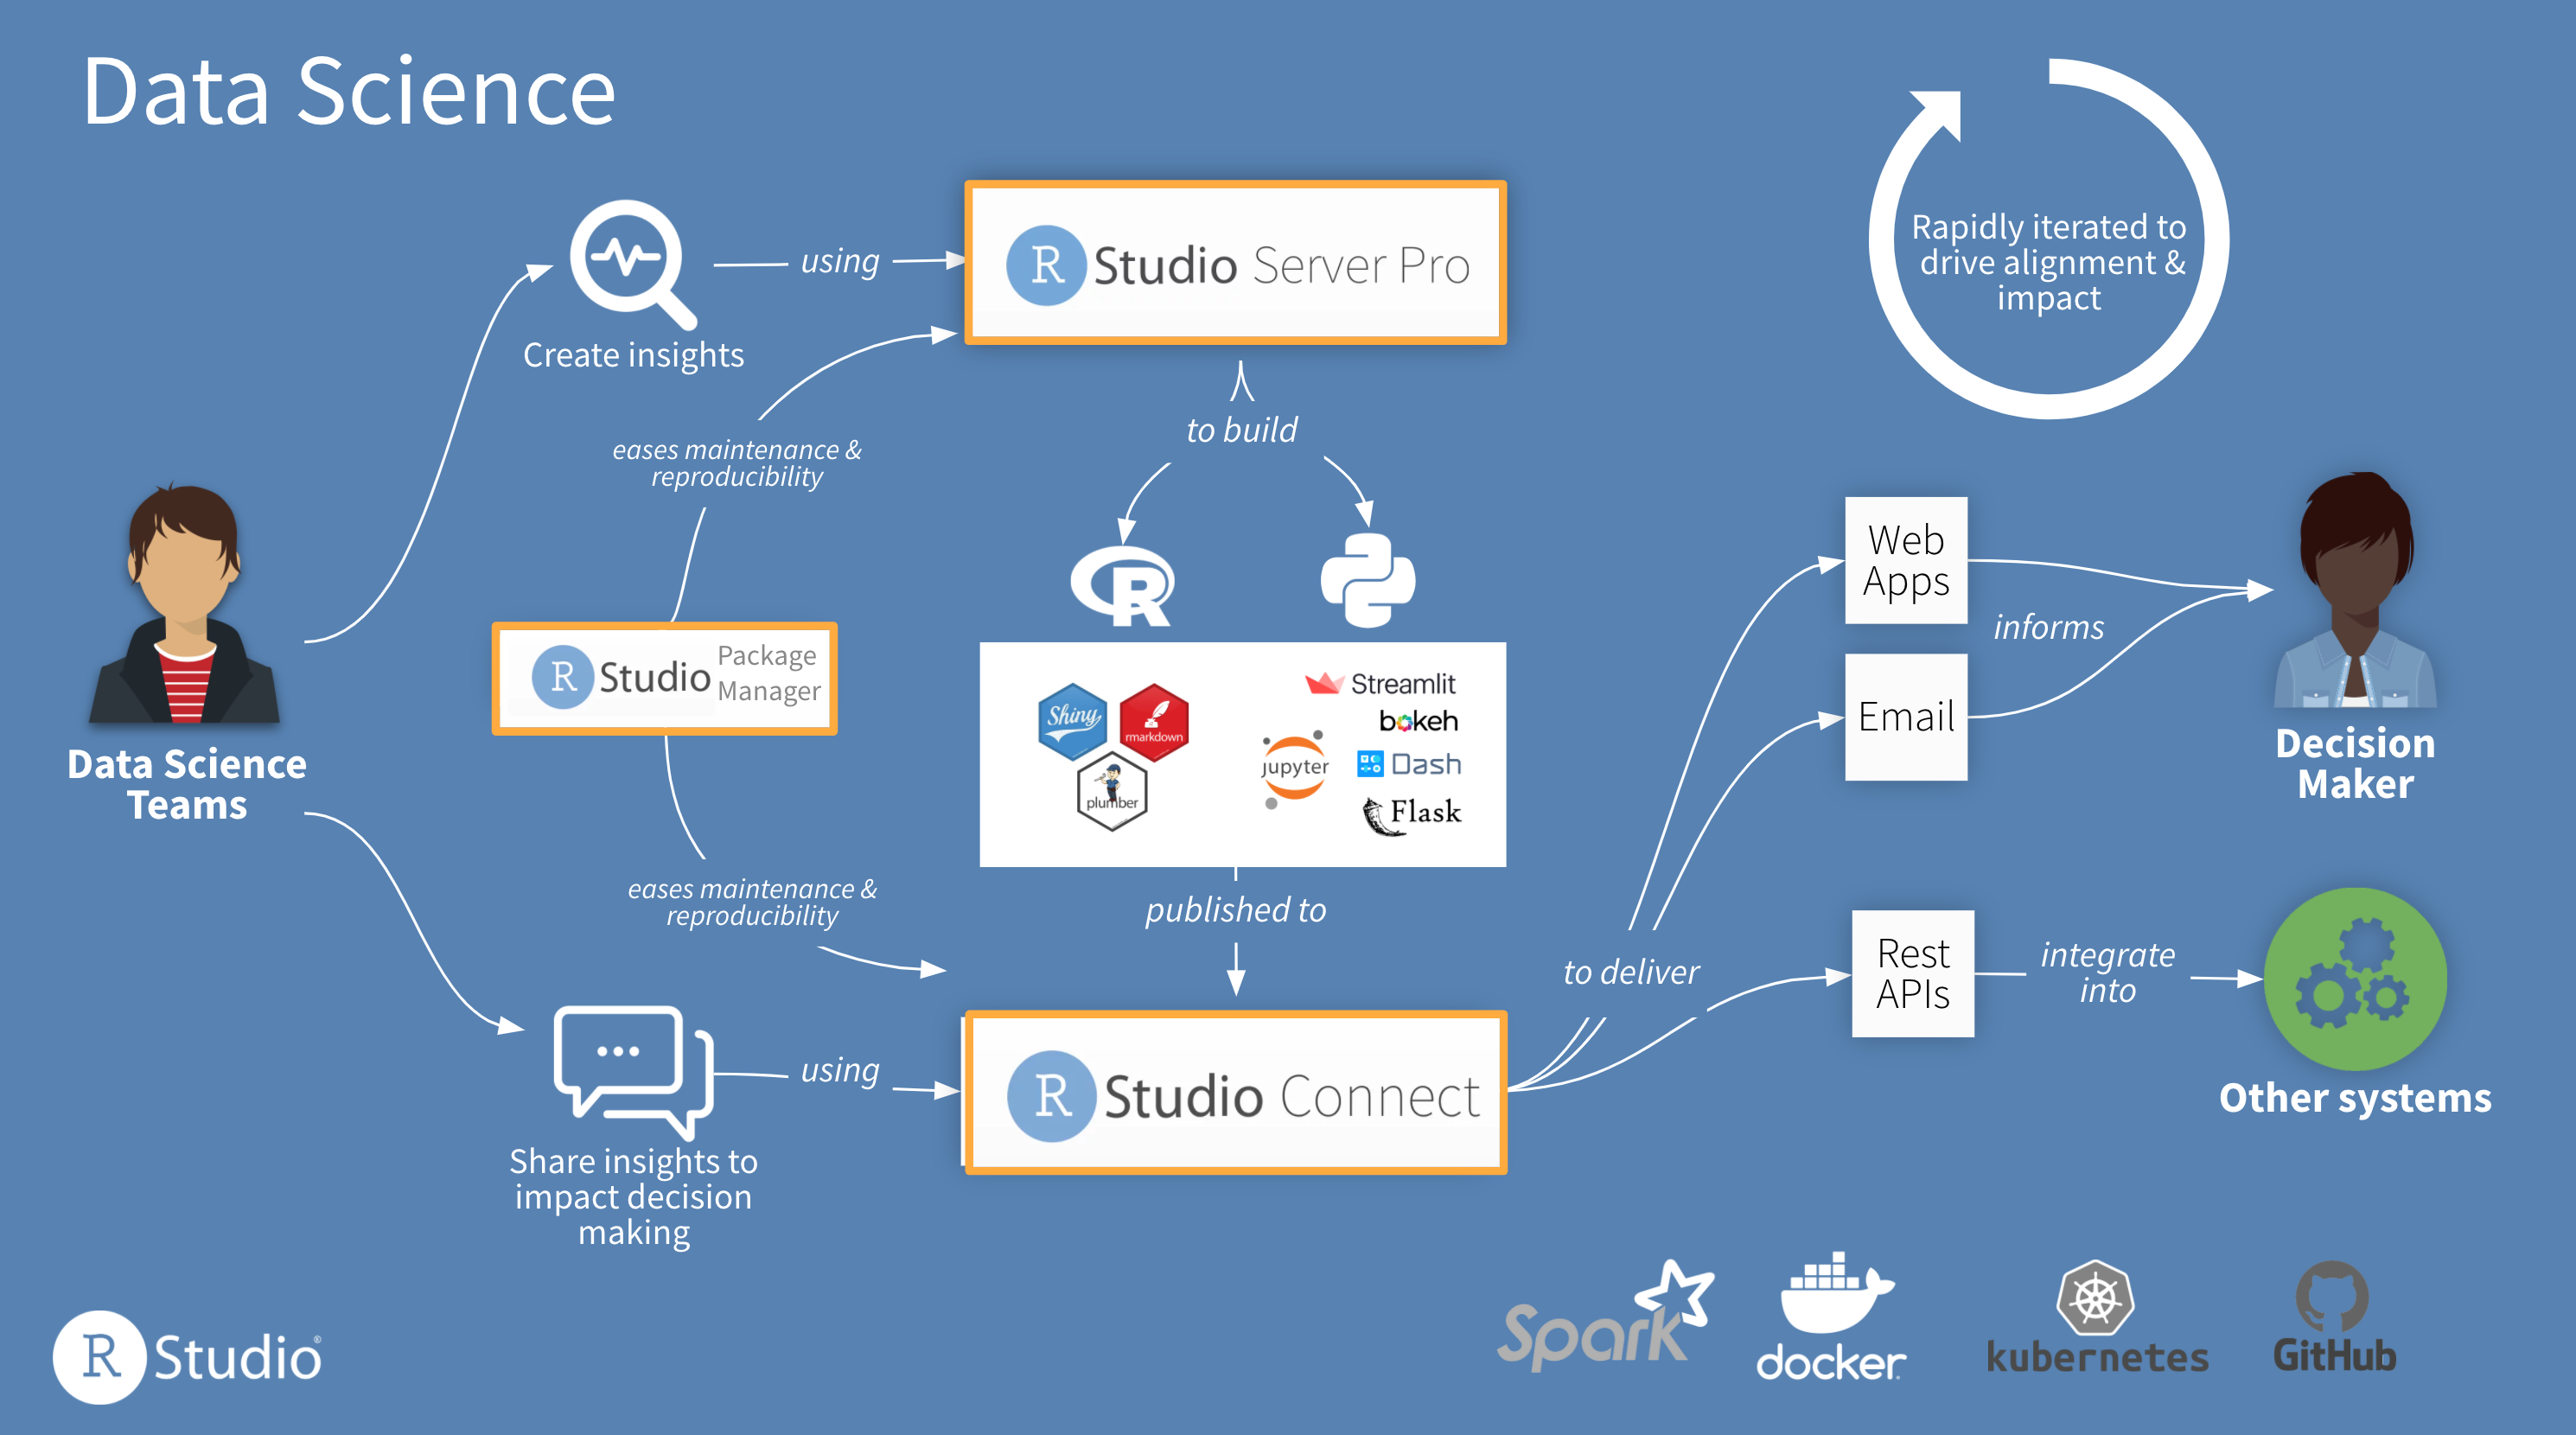 Data Science
Create insights
using
R Studio Server Pro
Rapidly iterated to
drive alignment &
impact
eases maintenance &
reproducibility
to build
R
Data Science
Teams
R Studio Package
Manager
Shiny
rmarkdown
plumber
Streamlit
bokeh
jupyter
Dash
Flask
Web
Apps
Email
informs
Decision
Maker
eases maintenance &
reproducibility
published to
to deliver
Rest
APIs
integrate
into
Other systems
Share insights to
impact decision
making
using
R Studio Connect
R Studio®
Spark
docker
kubernetes
GitHub